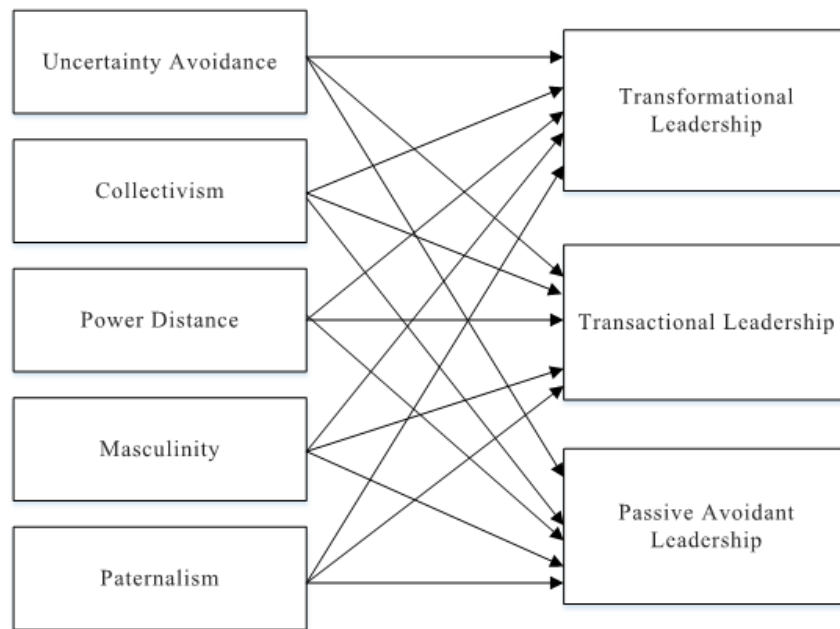 Uncertainty Avoidance
Collectivism
Power Distance
Masculinity
Paternalism
Transformational
Leadership
Transactional Leadership
Passive Avoidant
Leadership